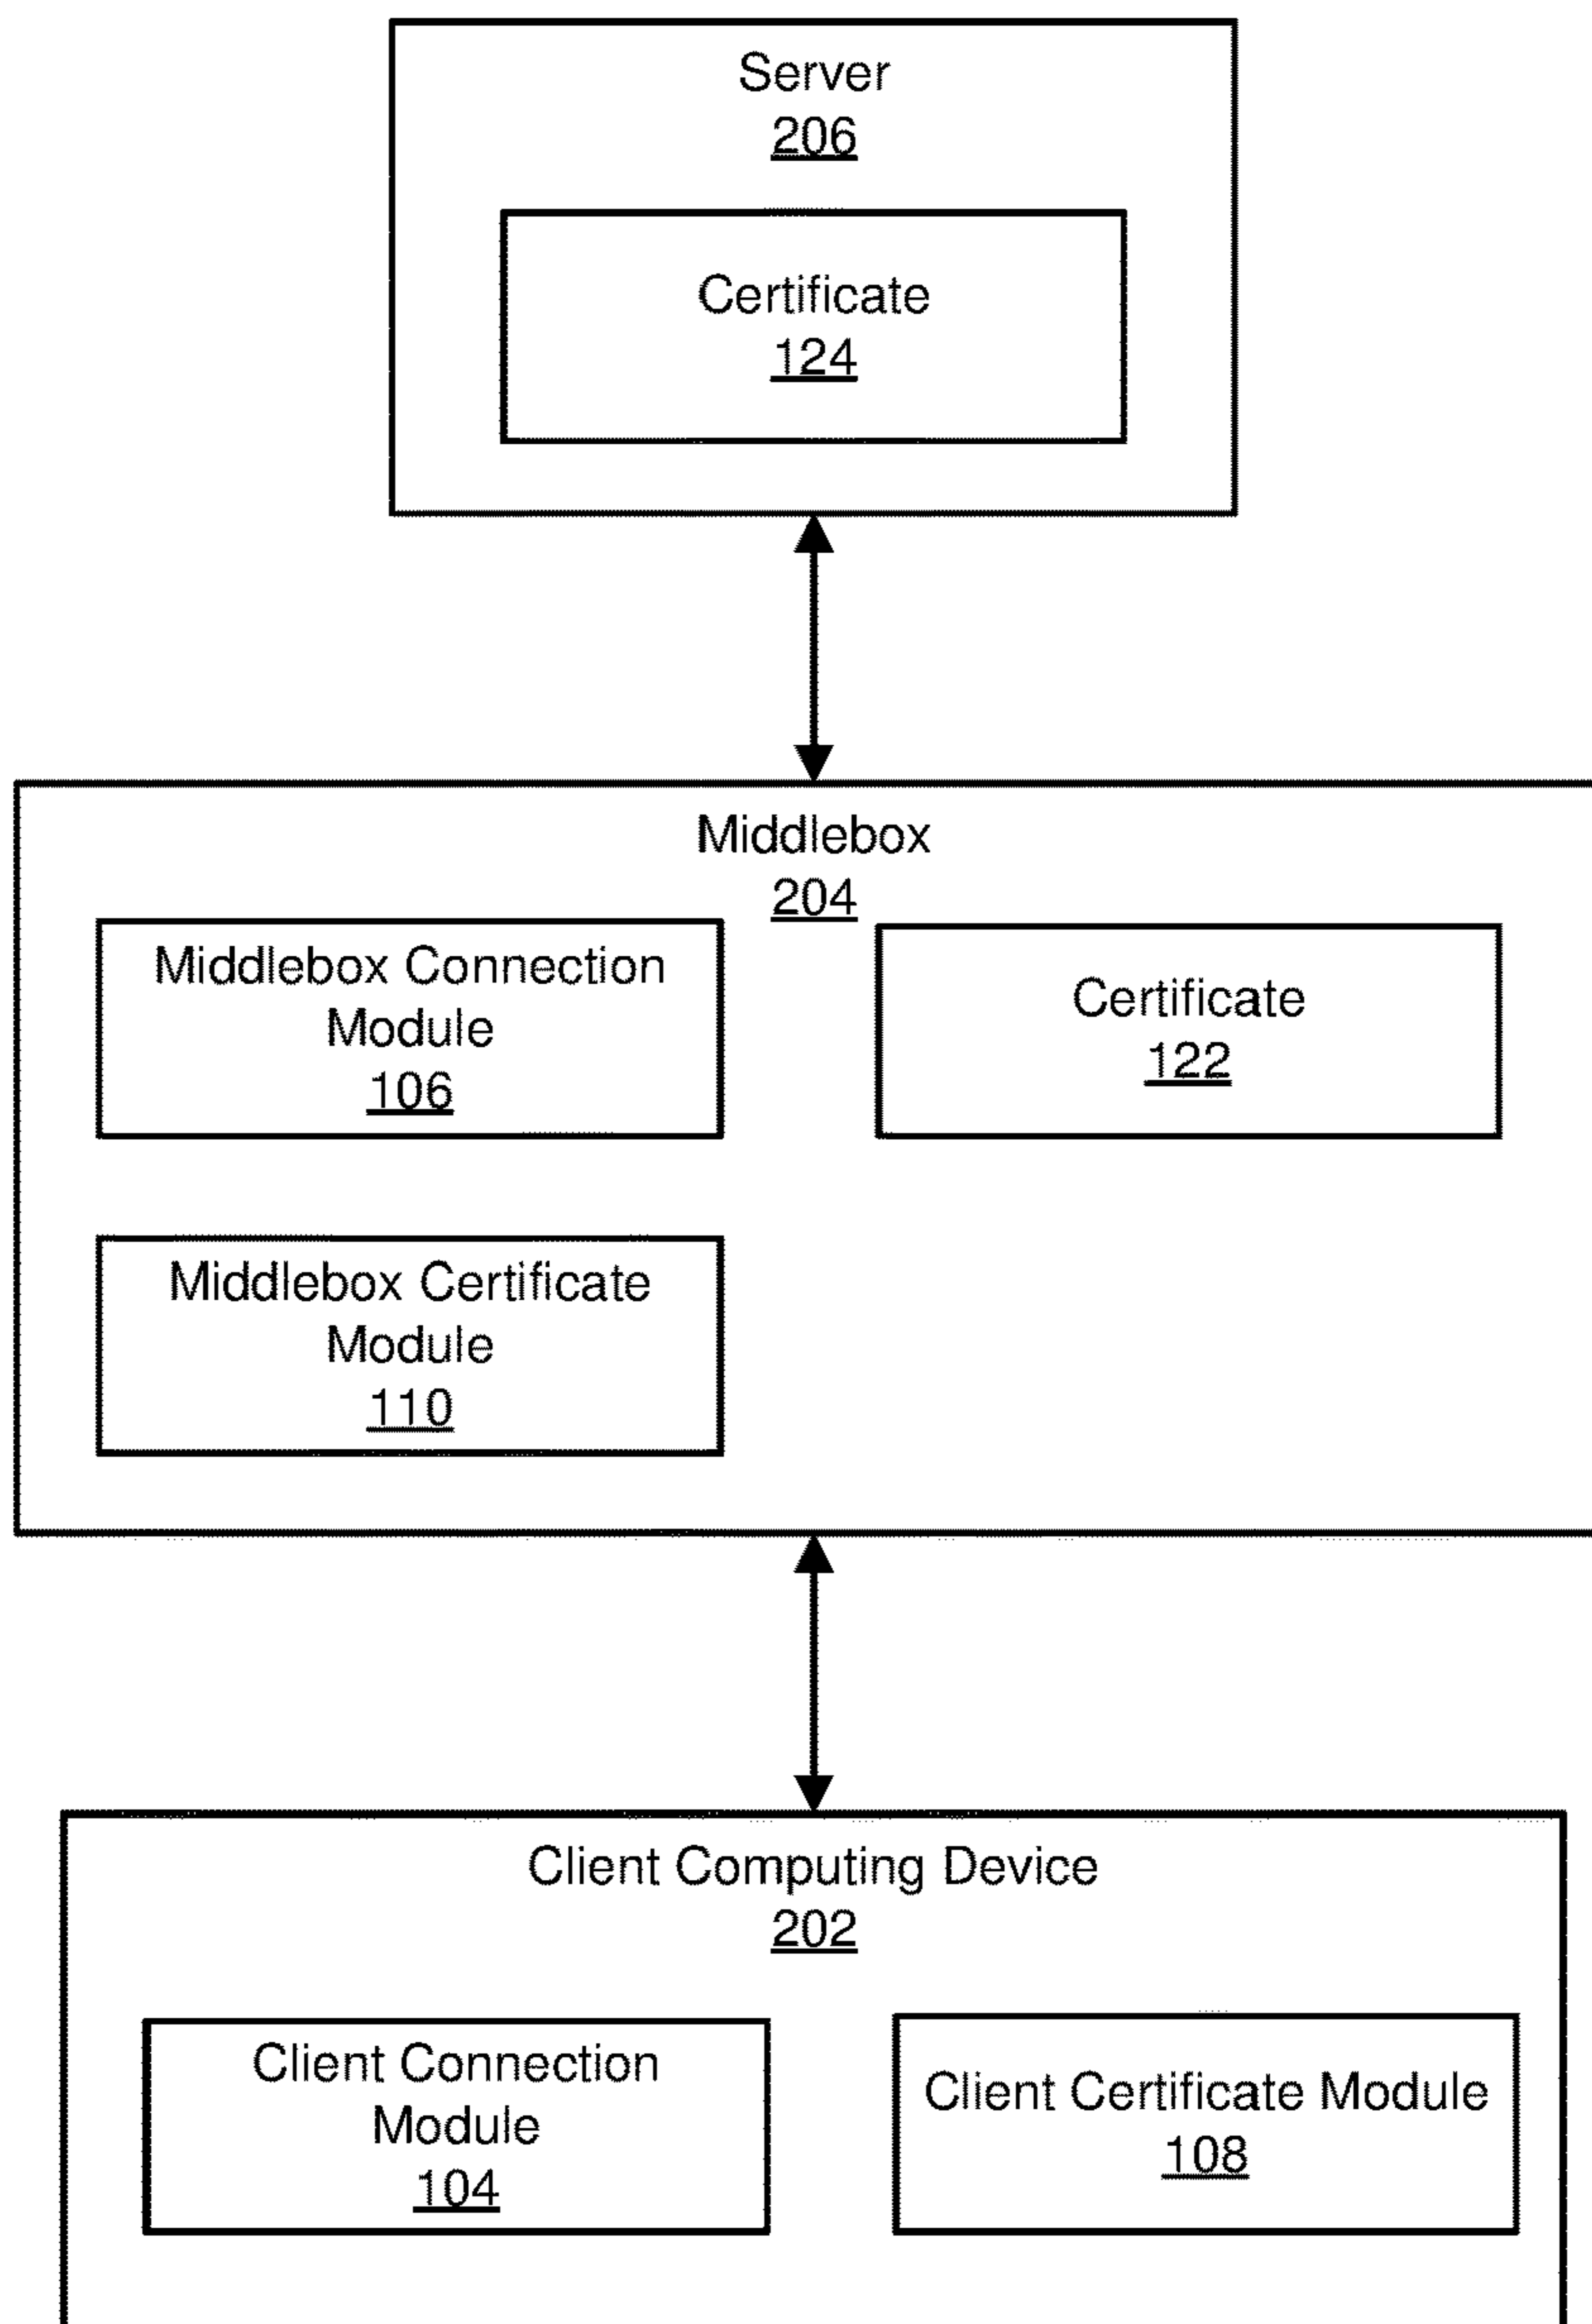 Server
206
Certificate
124
Middlebox
204
Middlebox Connection
Module
106
Certificate
122
Middlebox Certificate
Module
110
Client Computing Device
202
Client Connection
Module
104
Client Certificate Module
108